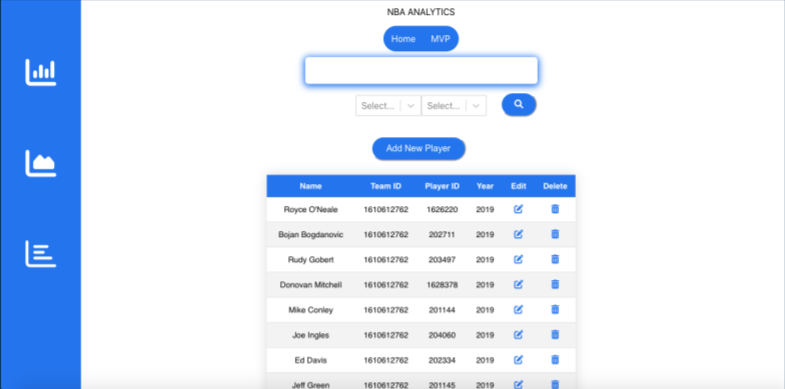 NBA ANALYTICS
Home MVP
Select... Select...
Add New Player
Name Team ID Player ID Year Edit Delete
Royce O'Neale 1610612762 1626220 2019
Bojan Bogdanovic 1610612762 202711 2019
Rudy Gobert 1610612762 203497 2019
Donovan Mitchell 1610612762 1628378 2019
Mike Conley 1610612762 201144 2019
Joe Ingles 1610612762 204060 2019
Ed Davis 1610612762 202334 2019
Jeff Green 1610612762 201145 2019